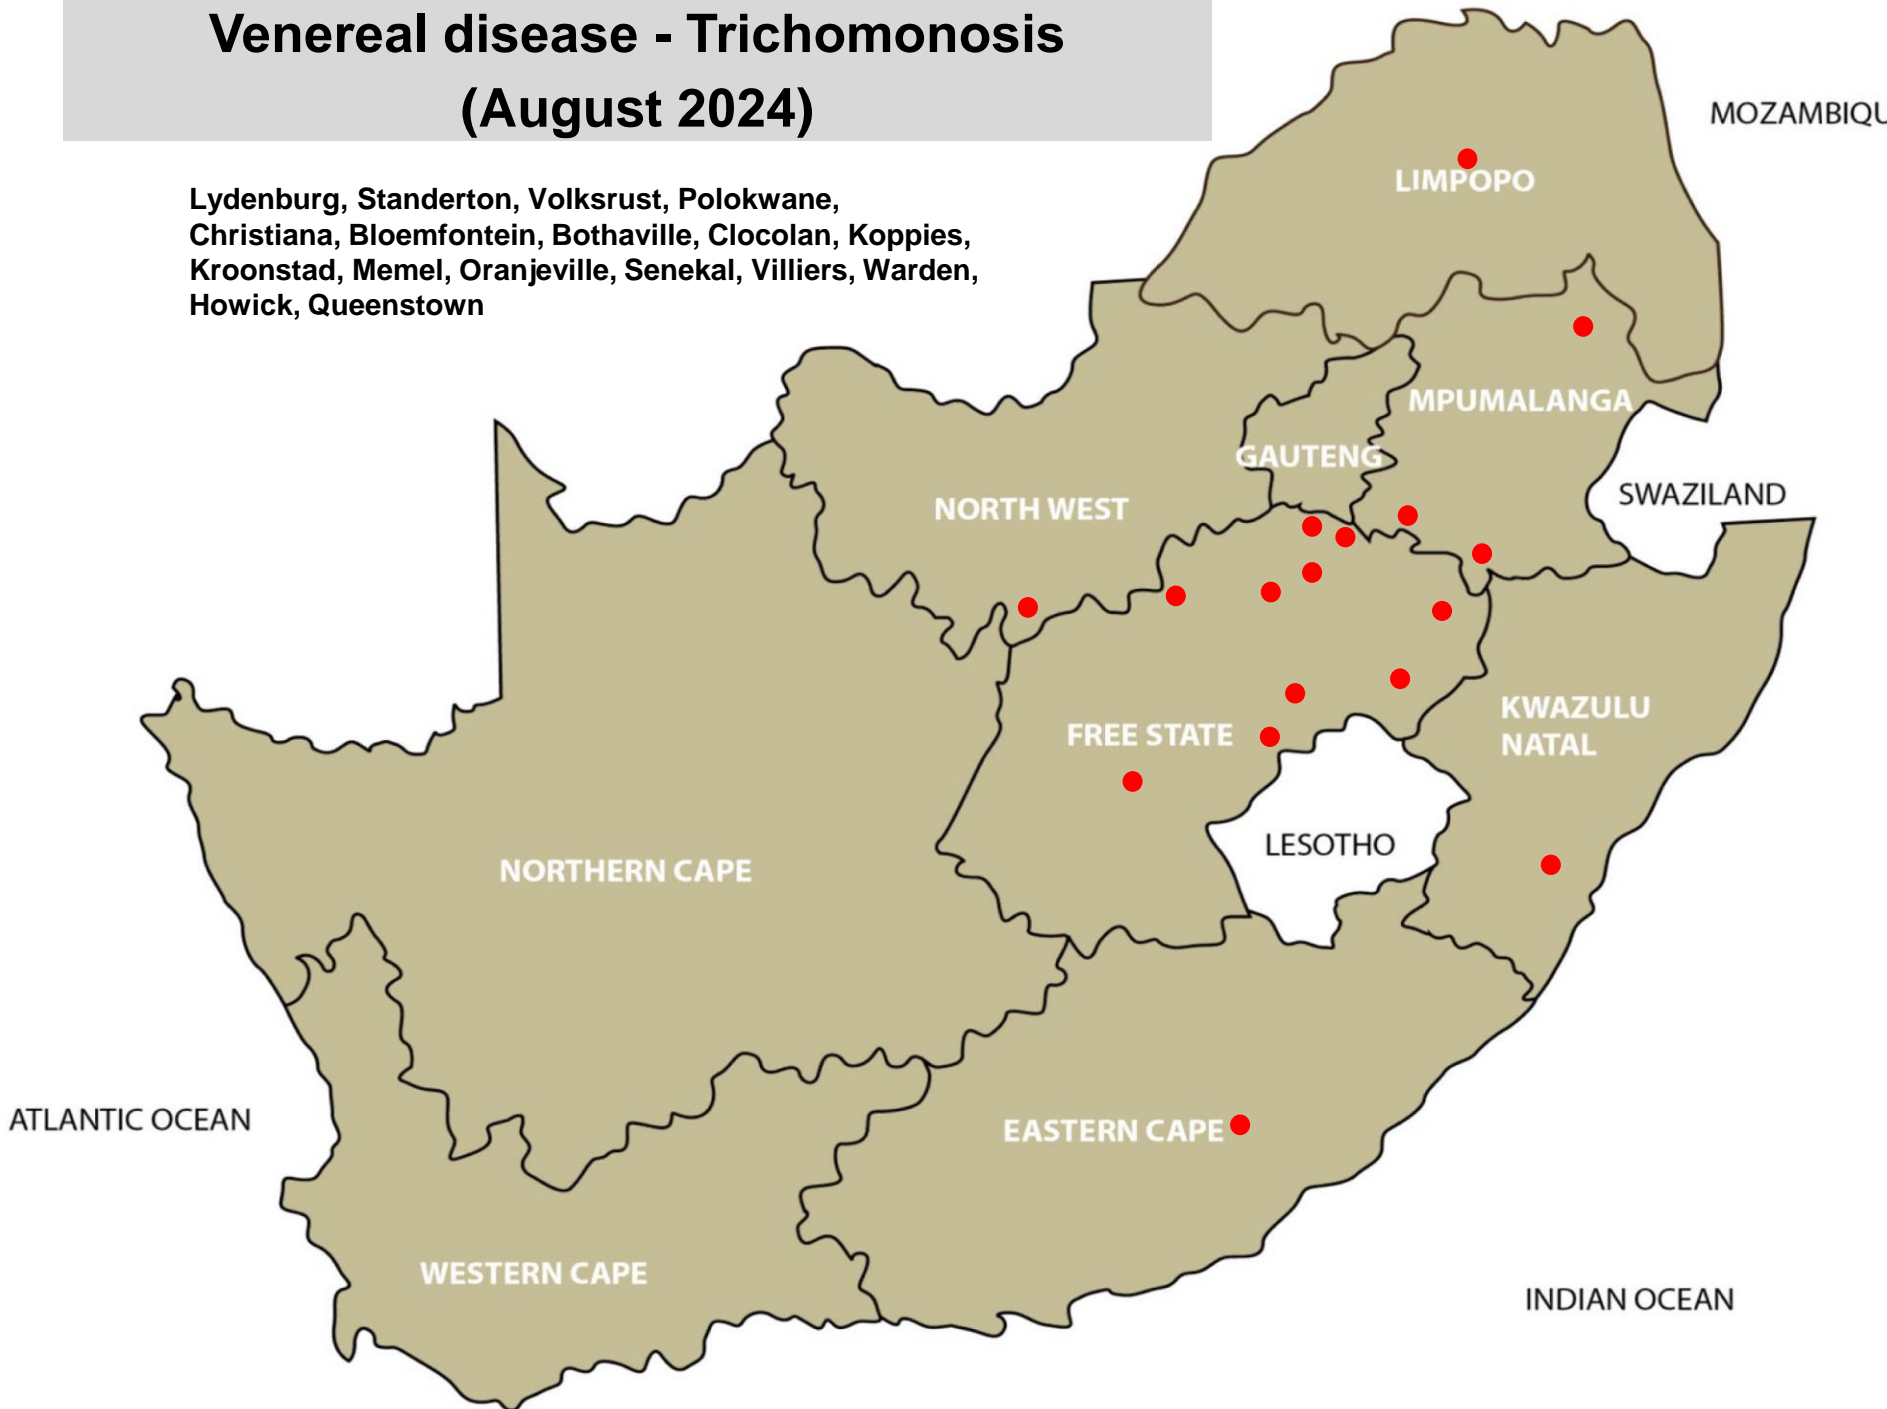 Venereal disease - Trichomonosis
(August 2024)
Lydenburg, Standerton, Volksrust, Polokwane,
Christiana, Bloemfontein, Bothaville, Clocolan, Koppies,
Kroonstad, Memel, Oranjeville, Senekal, Villiers, Warden,
Howick, Queenstown
MOZAMBIQU
LIMPOPO
MPUMALANGA
GAUTENG
SWAZILAND
NORTH WEST
KWAZULU
NATAL
FREE STATE
LESOTHO
NORTHERN CAPE
ATLANTIC OCEAN
EASTERN CAPE
WESTERN CAPE
INDIAN OCEAN